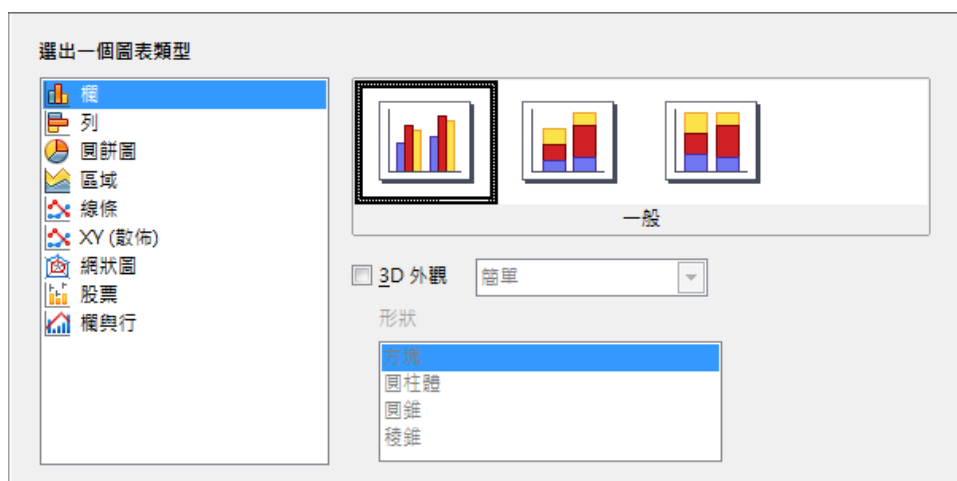 選出一個圖表類型
欄
列
圓餅圖
區域
線條
XY (散佈)
網狀圖
股票
欄與行
一般
3D 外觀
簡單
形狀
方塊
圓柱體
圓錐
稜錐